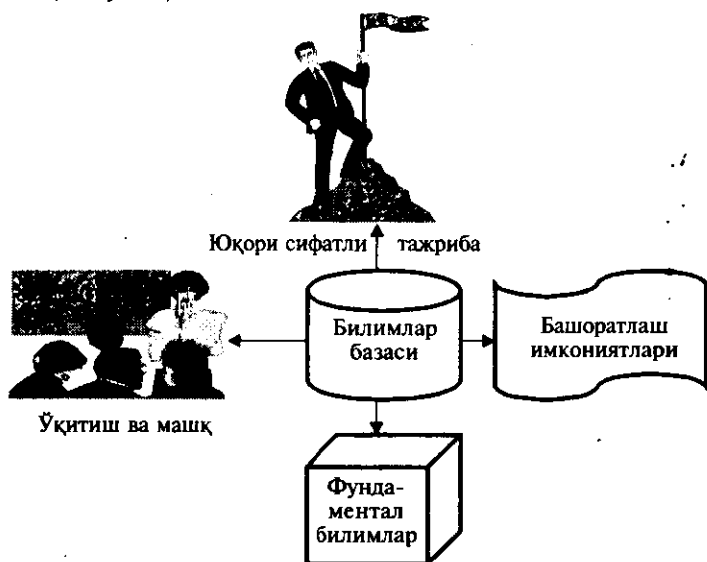 Юқори сифатли тажриба
Билимлар
базаси
Башоратлаш
имкониятлари
Ўқитиш ва машқ
Фунда-
ментал
билимлар